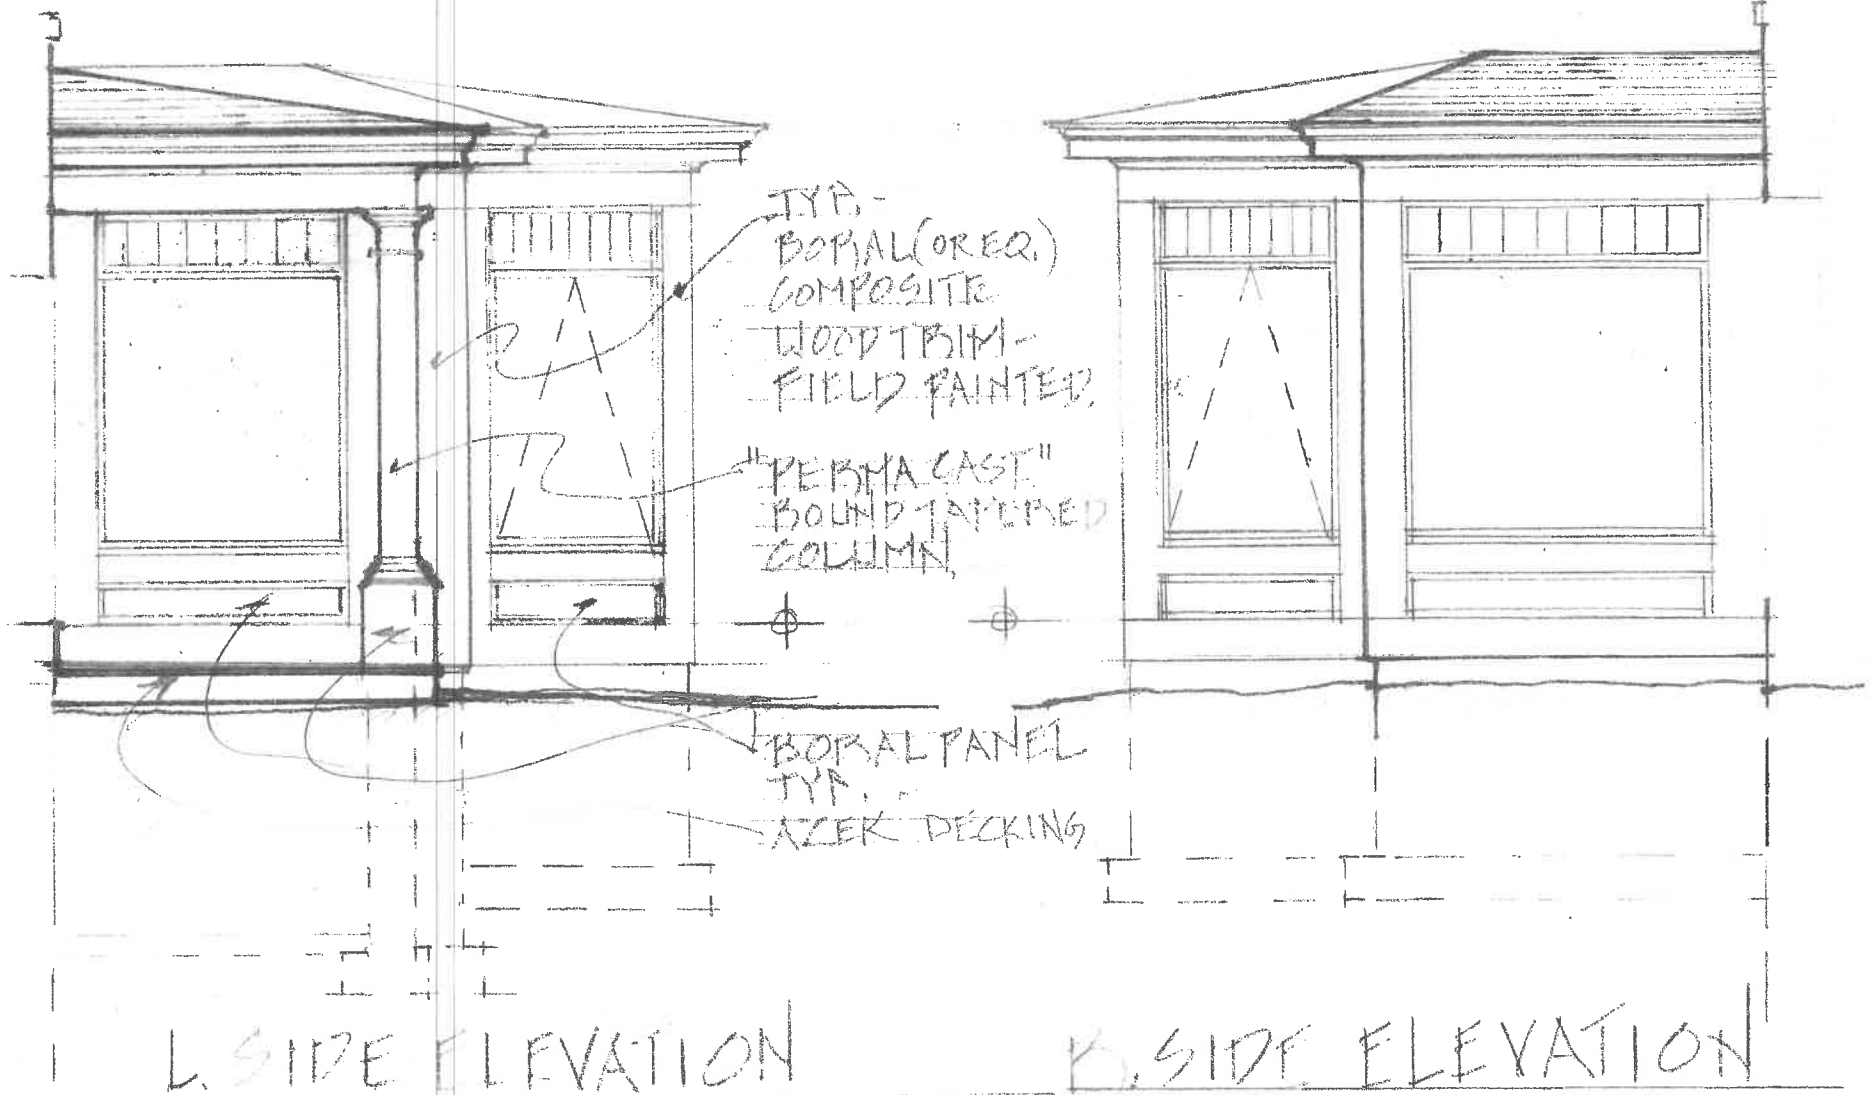 TYP. -
BORAL (OR EQ.)
COMPOSITE
WOOD TRIM -
FIELD PAINTED.
"PERMA CAST"
ROUND TAPERED
COLUMN,
BORAL PANEL
TYP.
AZEK DECKING
L. SIDE ELEVATION
R. SIDE ELEVATION